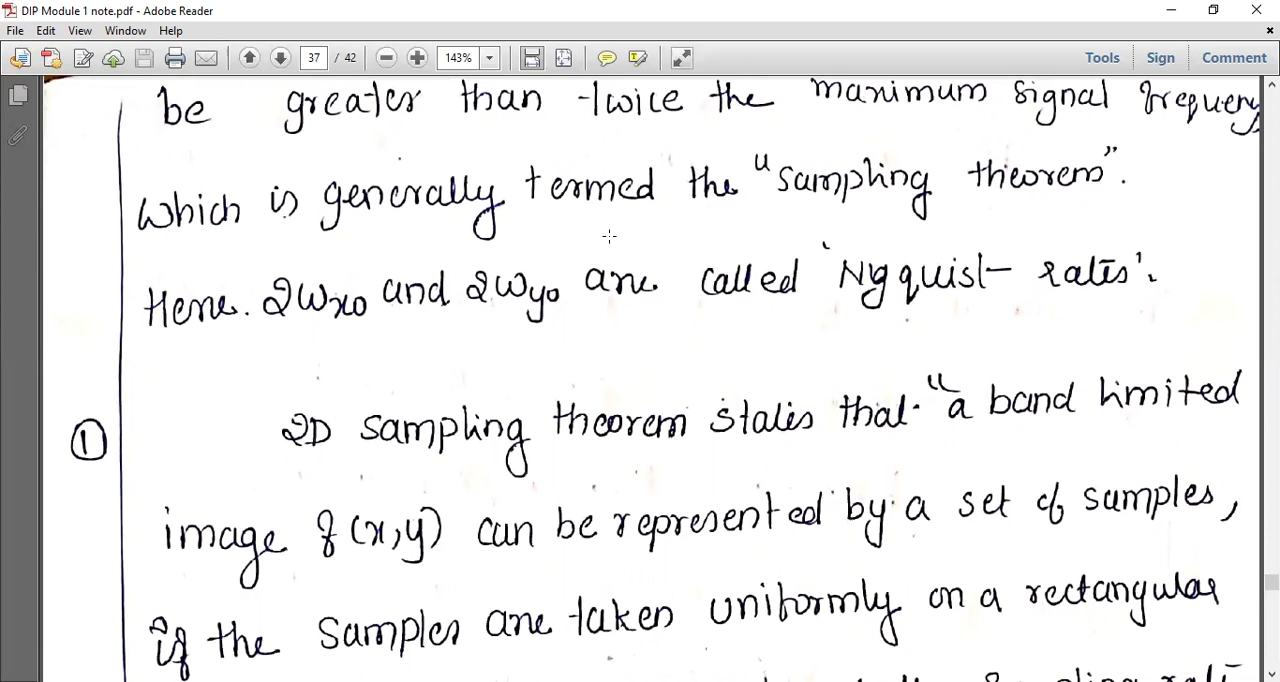 DIP Module 1 note.pdf - Adobe Reader
File Edit View Window Help
37 / 42 143% Tools Sign Comment
be greater than twice the maximum signal frequency
which is generally termed the "sampling theorem".
Here. 2Wx0 and 2Wy0 are called 'Nyquist rates'.
① 2D sampling theorem states that "a band limited
image f(x,y) can be represented by a set of samples,
if the samples are taken uniformly on a rectangular